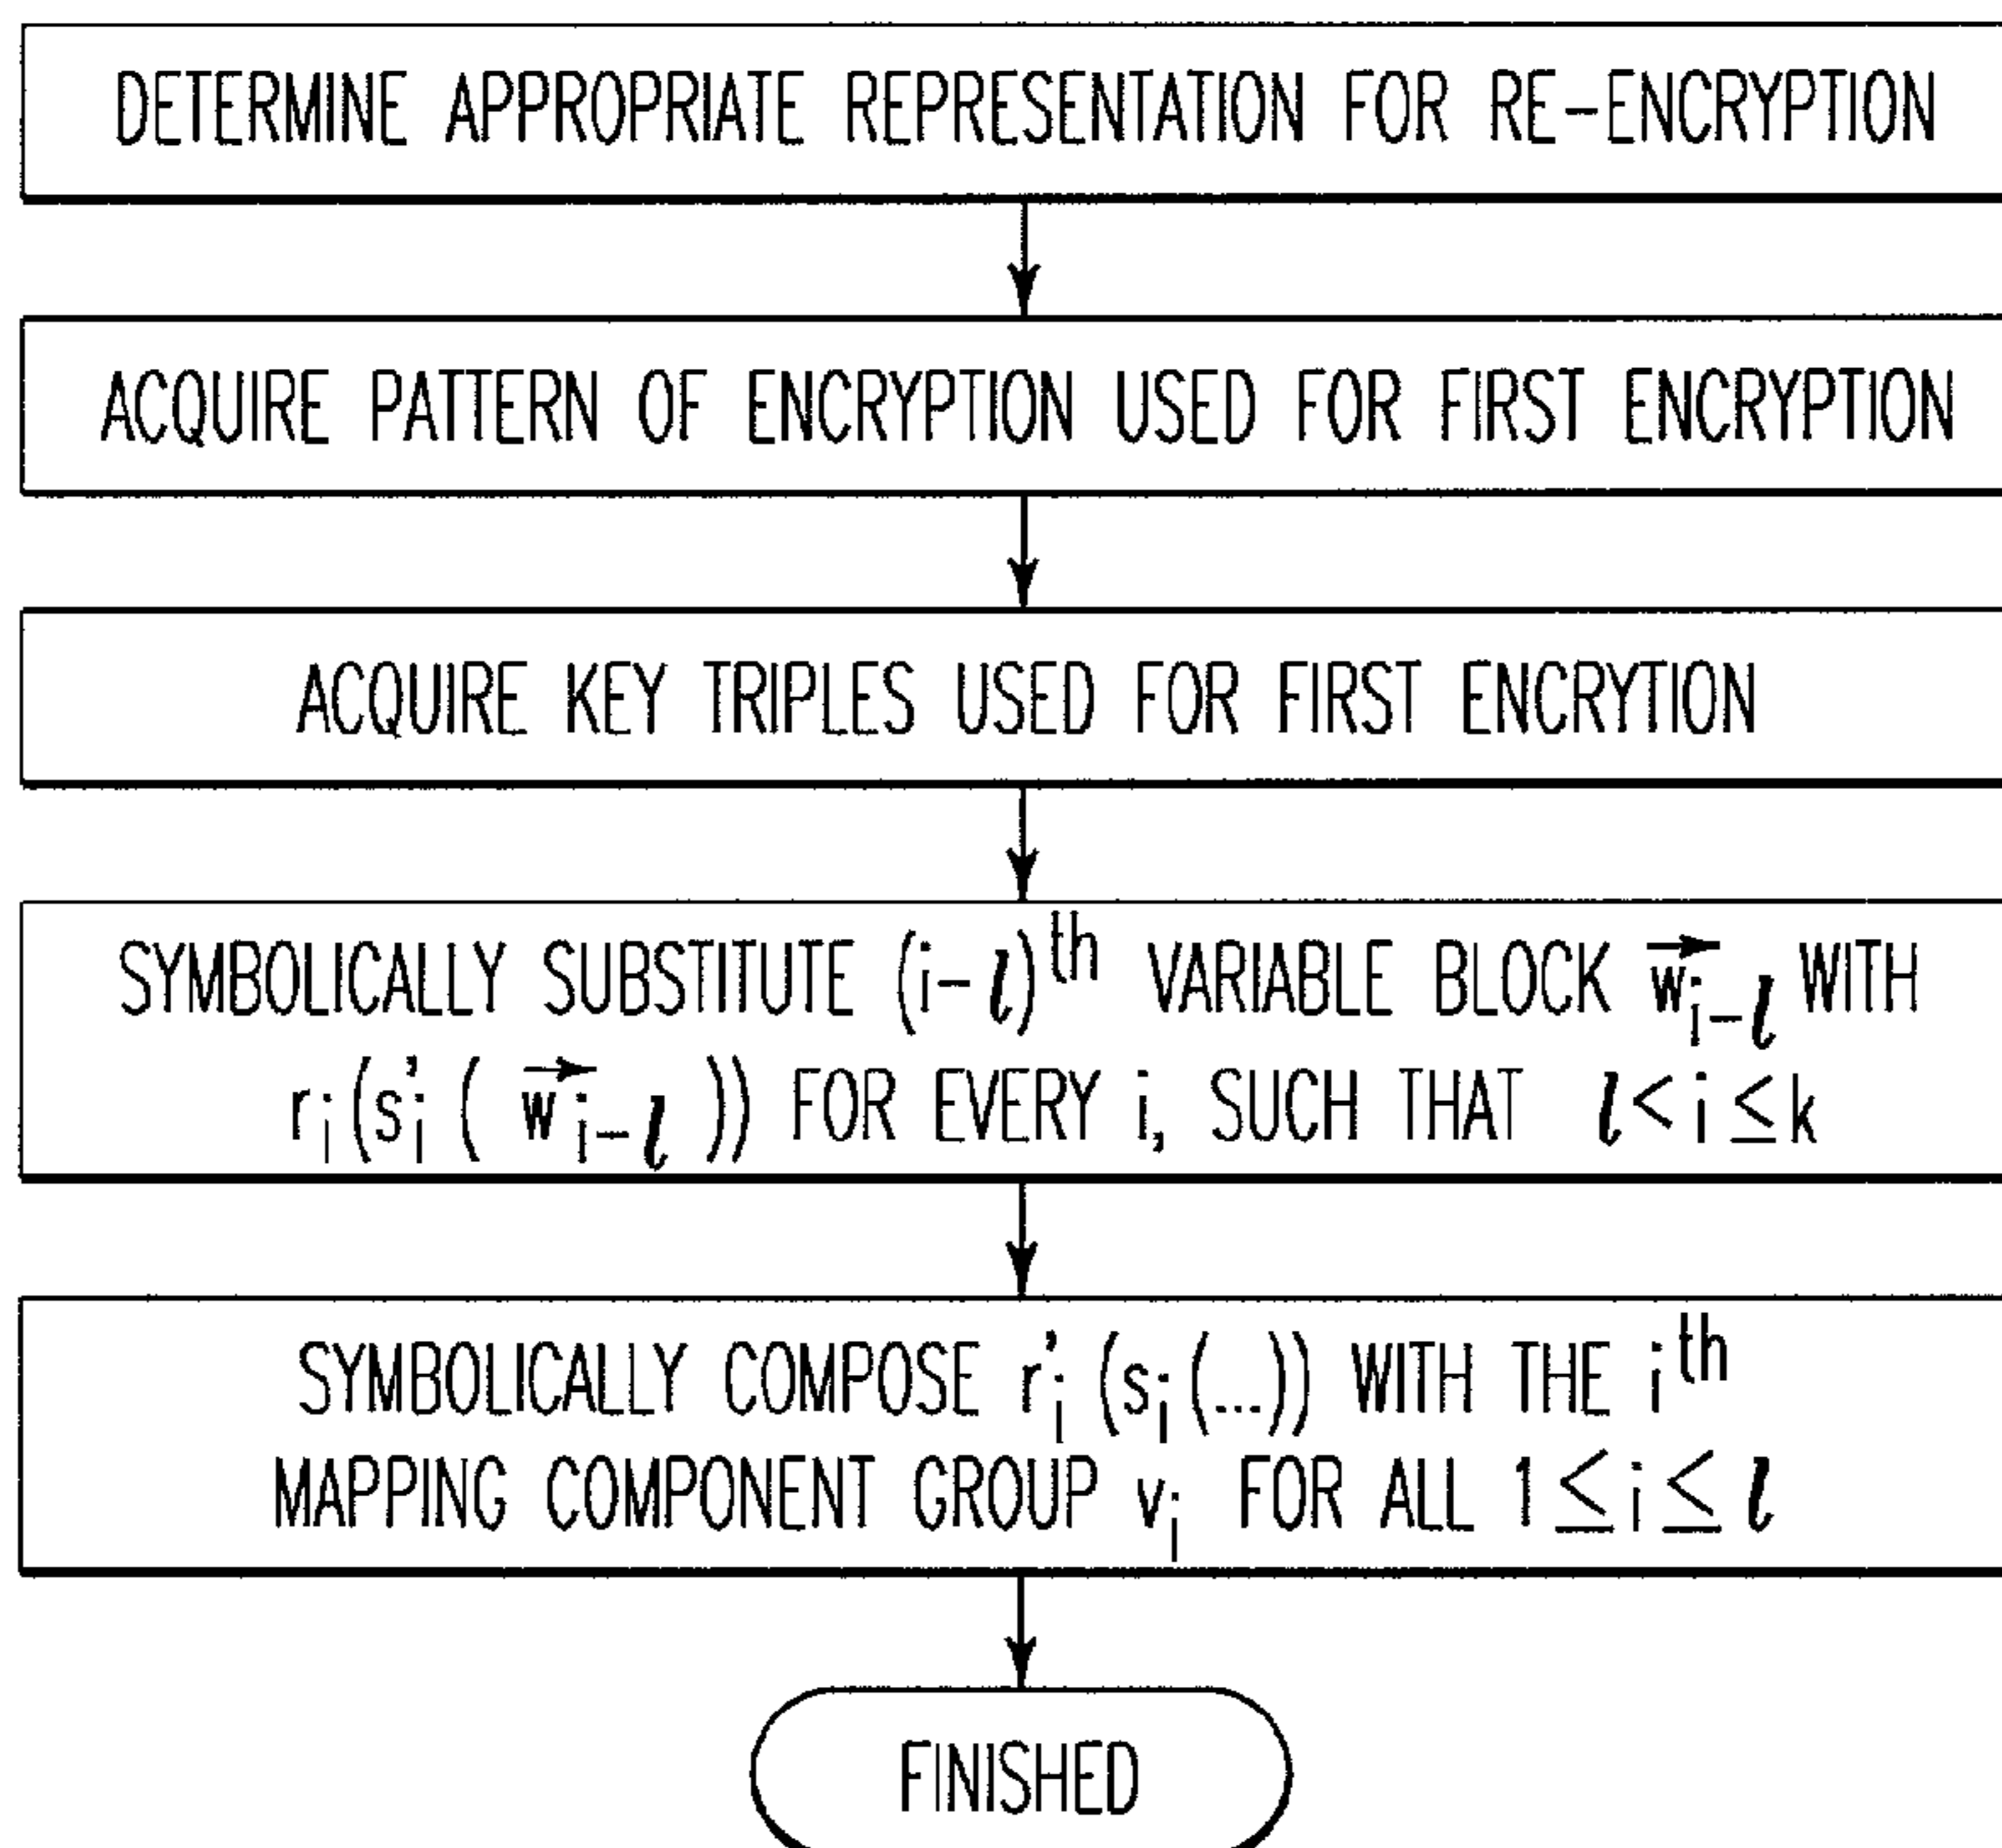 DETERMINE APPROPRIATE REPRESENTATION FOR RE-ENCRYPTION
ACQUIRE PATTERN OF ENCRYPTION USED FOR FIRST ENCRYPTION
ACQUIRE KEY TRIPLES USED FOR FIRST ENCRYTION
SYMBOLICALLY SUBSTITUTE (i-ℓ)th VARIABLE BLOCK w⃗i-ℓ WITH
ri(s'i( w⃗i-ℓ )) FOR EVERY i, SUCH THAT ℓ<i≤k
SYMBOLICALLY COMPOSE r'i(si(...)) WITH THE ith
MAPPING COMPONENT GROUP vi FOR ALL 1≤i≤ℓ
FINISHED